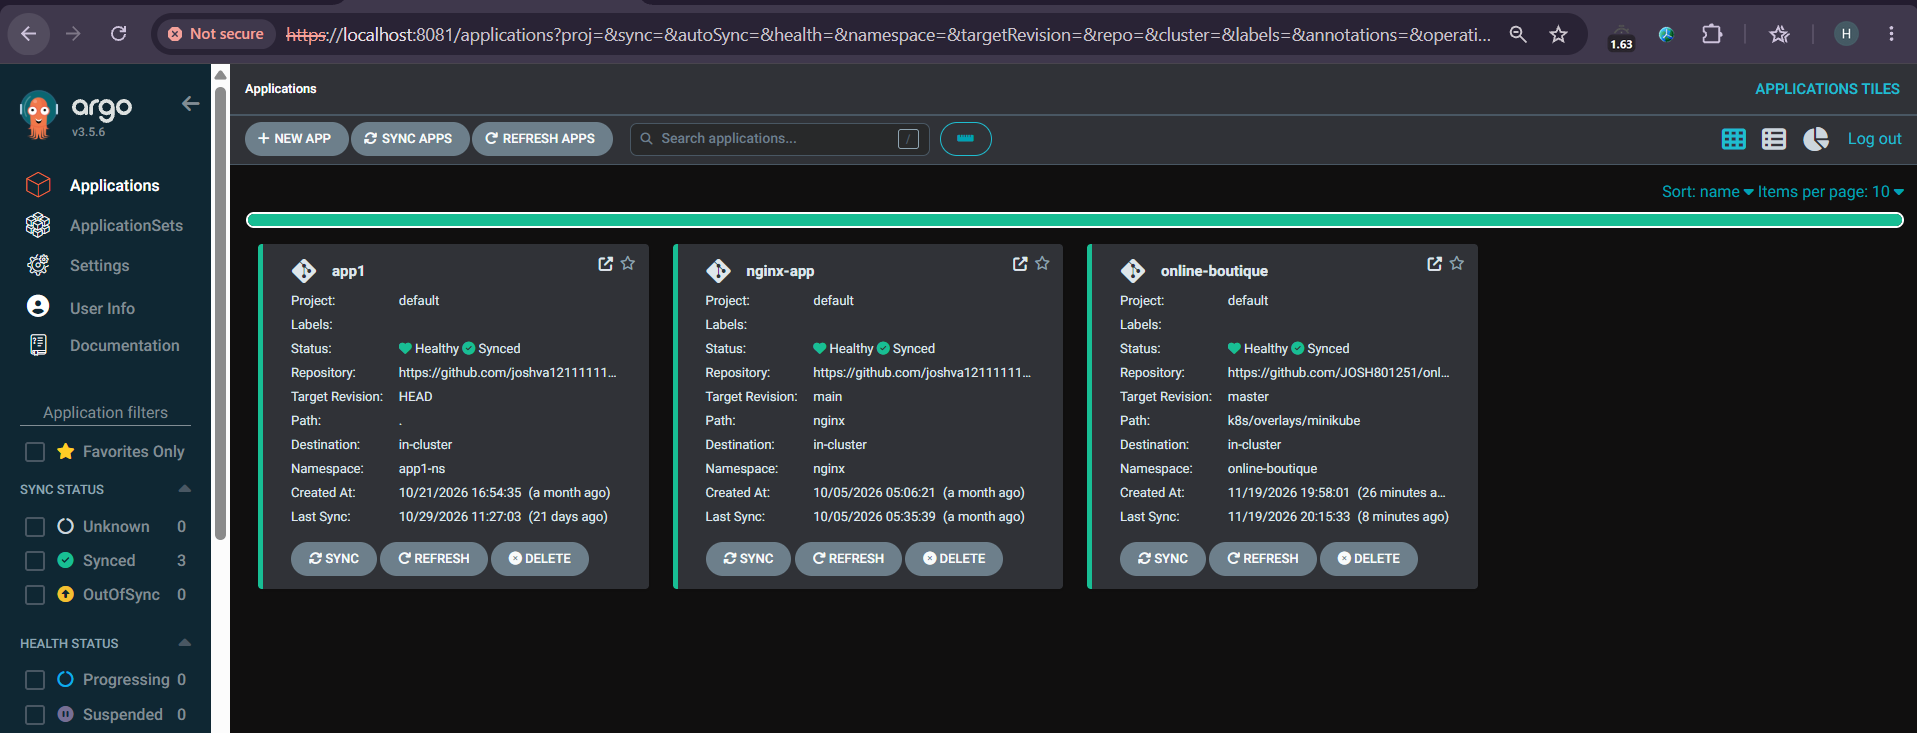 Not secure https://localhost:8081/applications?proj=&sync=&autoSync=&health=&namespace=&targetRevision=&repo=&cluster=&labels=&annotations=&operati... 1.63 H
argo
v3.5.6
Applications
ApplicationSets
Settings
User Info
Documentation
Application filters
Favorites Only
SYNC STATUS
Unknown 0
Synced 3
OutOfSync 0
HEALTH STATUS
Progressing 0
Suspended 0
Applications APPLICATIONS TILES
NEW APP SYNC APPS REFRESH APPS Search applications... / Log out
Sort: name Items per page: 10
app1
Project: default
Labels:
Status: Healthy Synced
Repository: https://github.com/joshva12111111...
Target Revision: HEAD
Path: .
Destination: in-cluster
Namespace: app1-ns
Created At: 10/21/2026 16:54:35 (a month ago)
Last Sync: 10/29/2026 11:27:03 (21 days ago)
SYNC REFRESH DELETE
nginx-app
Project: default
Labels:
Status: Healthy Synced
Repository: https://github.com/joshva12111111...
Target Revision: main
Path: nginx
Destination: in-cluster
Namespace: nginx
Created At: 10/05/2026 05:06:21 (a month ago)
Last Sync: 10/05/2026 05:35:39 (a month ago)
SYNC REFRESH DELETE
online-boutique
Project: default
Labels:
Status: Healthy Synced
Repository: https://github.com/JOSH801251/onl...
Target Revision: master
Path: k8s/overlays/minikube
Destination: in-cluster
Namespace: online-boutique
Created At: 11/19/2026 19:58:01 (26 minutes a...
Last Sync: 11/19/2026 20:15:33 (8 minutes ago)
SYNC REFRESH DELETE